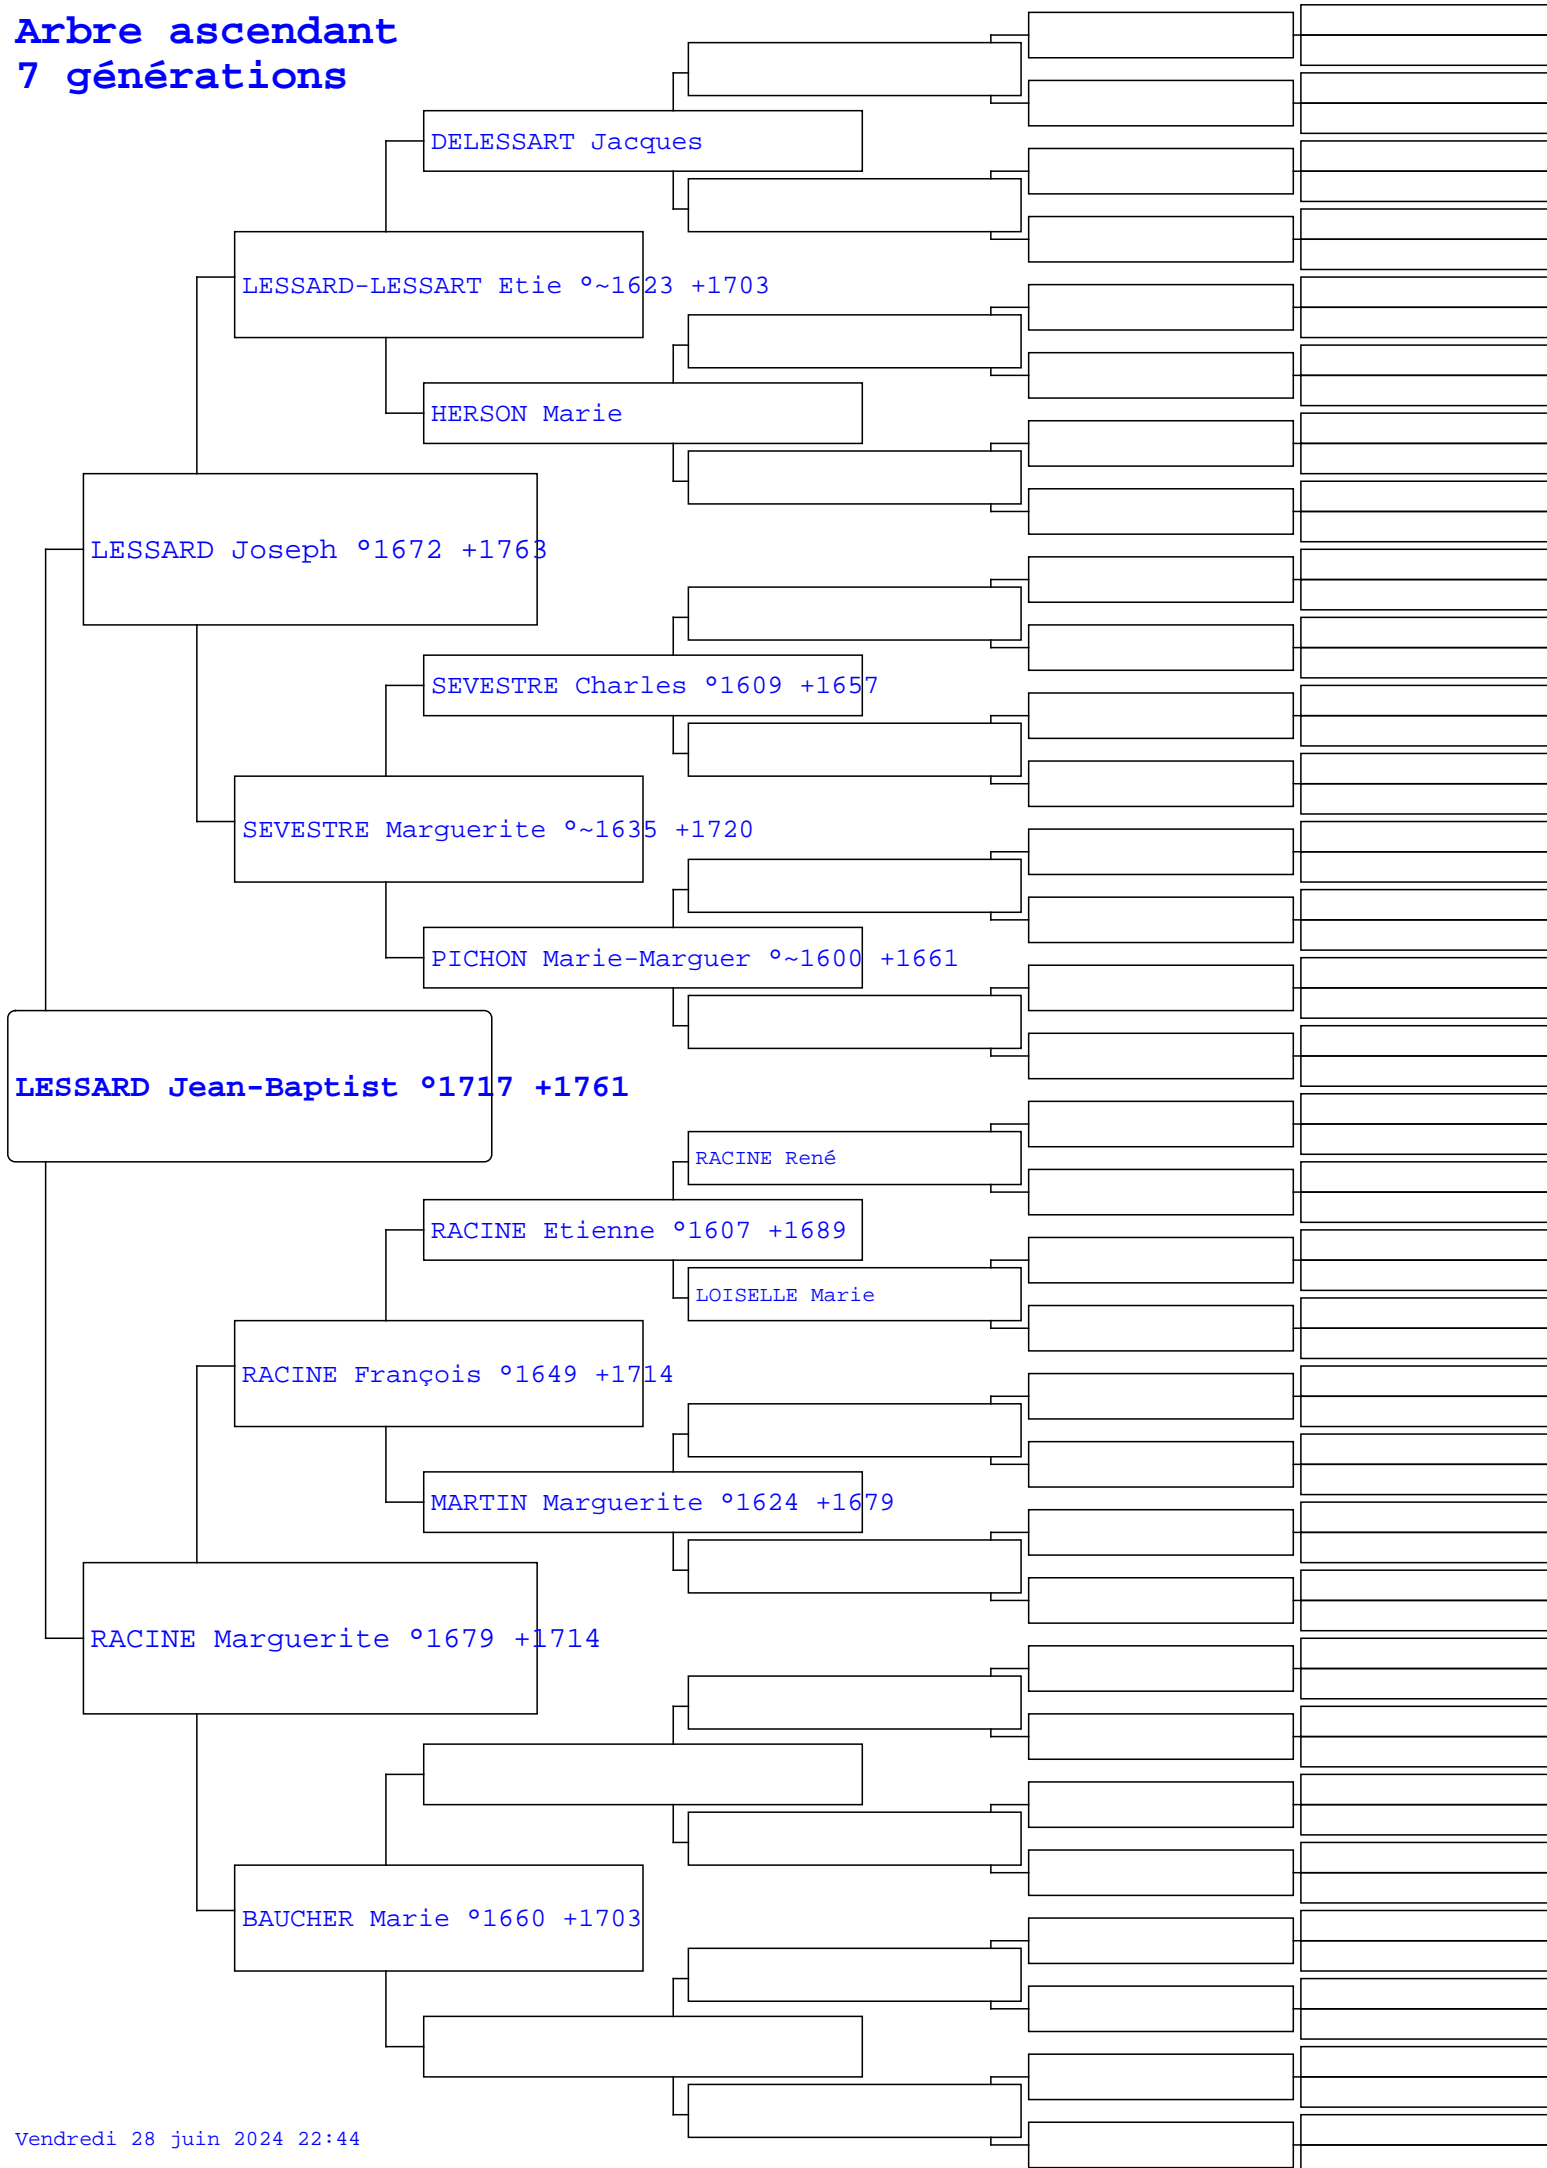 Arbre ascendant
7 générations
DELESSART Jacques
LESSARD-LESSART Etie °~1623 +1703
HERSON Marie
LESSARD Joseph °1672 +1763
SEVESTRE Charles °1609 +1657
SEVESTRE Marguerite °~1635 +1720
PICHON Marie-Marguer °~1600 +1661
LESSARD Jean-Baptist °1717 +1761
RACINE René
RACINE Etienne °1607 +1689
LOISELLE Marie
RACINE François °1649 +1714
MARTIN Marguerite °1624 +1679
RACINE Marguerite °1679 +1714
BAUCHER Marie °1660 +1703
Vendredi 28 juin 2024 22:44